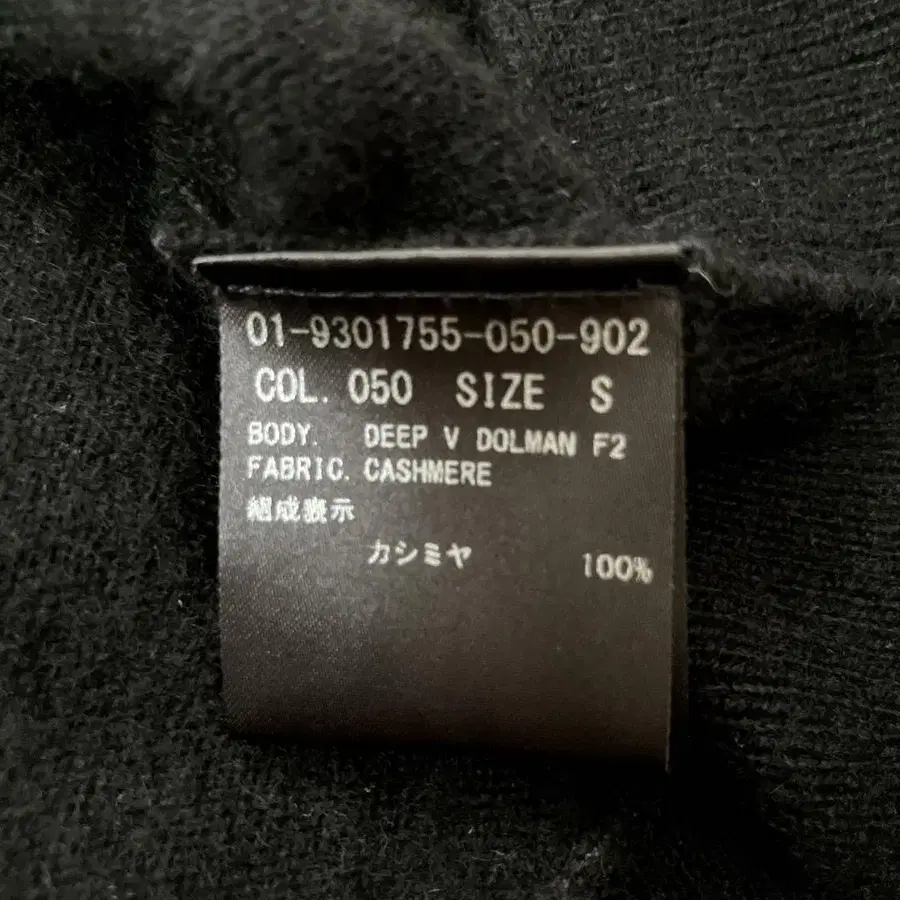 01-9301755-050-902
COL. 050 SIZE S
BODY. DEEP V DOLMAN F2
FABRIC. CASHMERE
組成表示
カシミヤ 100%